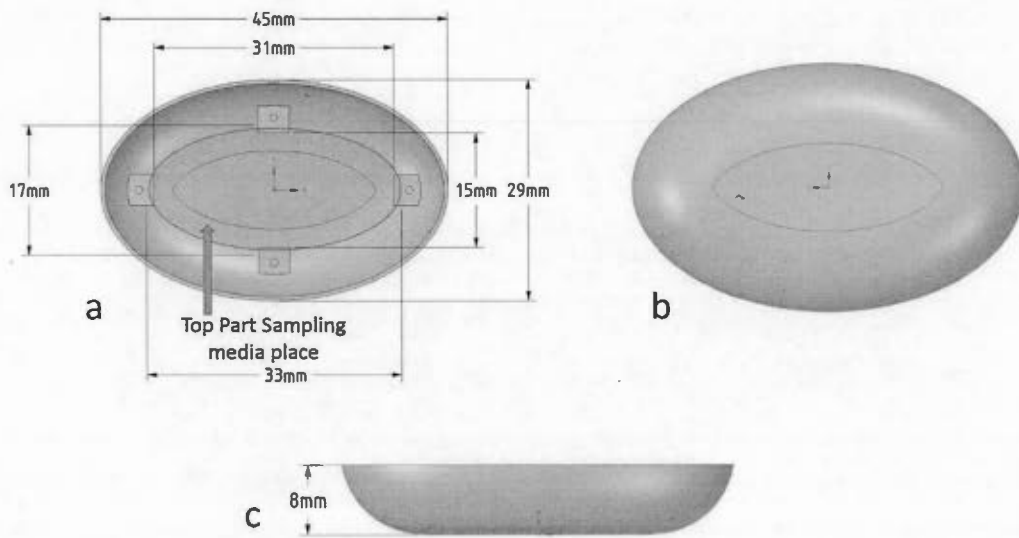 45mm
31mm
17mm
15mm
29mm
a
b
Top Part Sampling
media place
33mm
8mm
c